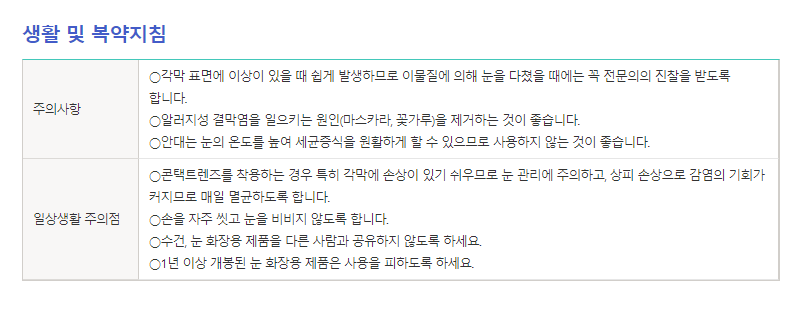 생활 및 복약지침
주의사항
○각막 표면에 이상이 있을 때 쉽게 발생하므로 이물질에 의해 눈을 다쳤을 때에는 꼭 전문의의 진찰을 받도록
합니다.
○알러지성 결막염을 일으키는 원인(마스카라, 꽃가루)을 제거하는 것이 좋습니다.
○안대는 눈의 온도를 높여 세균증식을 원활하게 할 수 있으므로 사용하지 않는 것이 좋습니다.
일상생활 주의점
○콘택트렌즈를 착용하는 경우 특히 각막에 손상이 있기 쉬우므로 눈 관리에 주의하고, 상피 손상으로 감염의 기회가
커지므로 매일 멸균하도록 합니다.
○손을 자주 씻고 눈을 비비지 않도록 합니다.
○수건, 눈 화장용 제품을 다른 사람과 공유하지 않도록 하세요.
○1년 이상 개봉된 눈 화장용 제품은 사용을 피하도록 하세요.